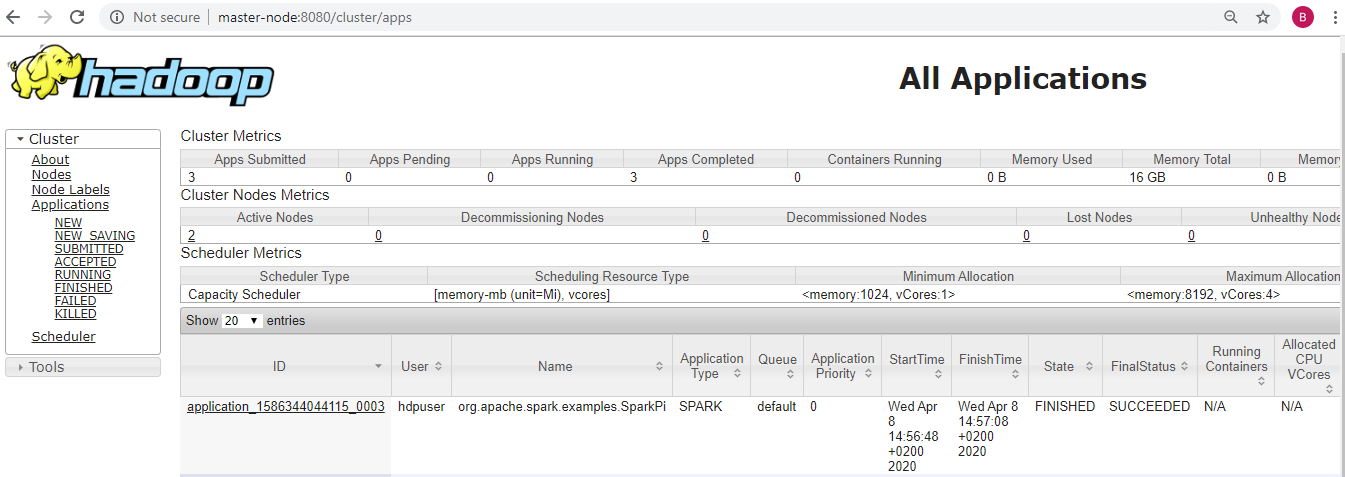 Not secure | master-node:8080/cluster/apps
B
hadoop
All Applications
Cluster
About
Nodes
Node Labels
Applications
NEW
NEW_SAVING
SUBMITTED
ACCEPTED
RUNNING
FINISHED
FAILED
KILLED
Scheduler
Tools
Cluster Metrics
Apps Submitted Apps Pending Apps Running Apps Completed Containers Running Memory Used Memory Total Memory
3 0 0 3 0 0 B 16 GB 0 B
Cluster Nodes Metrics
Active Nodes Decommissioning Nodes Decommissioned Nodes Lost Nodes Unhealthy Node
2 0 0 0 0
Scheduler Metrics
Scheduler Type Scheduling Resource Type Minimum Allocation Maximum Allocation
Capacity Scheduler [memory-mb (unit=Mi), vcores] <memory:1024, vCores:1> <memory:8192, vCores:4>
Show 20 entries
ID User Name Application Type Queue Application Priority StartTime FinishTime State FinalStatus Running Containers Allocated CPU VCores
application_1586344044115_0003 hdpuser org.apache.spark.examples.SparkPi SPARK default 0 Wed Apr 8 14:56:48 +0200 2020 Wed Apr 8 14:57:08 +0200 2020 FINISHED SUCCEEDED N/A N/A